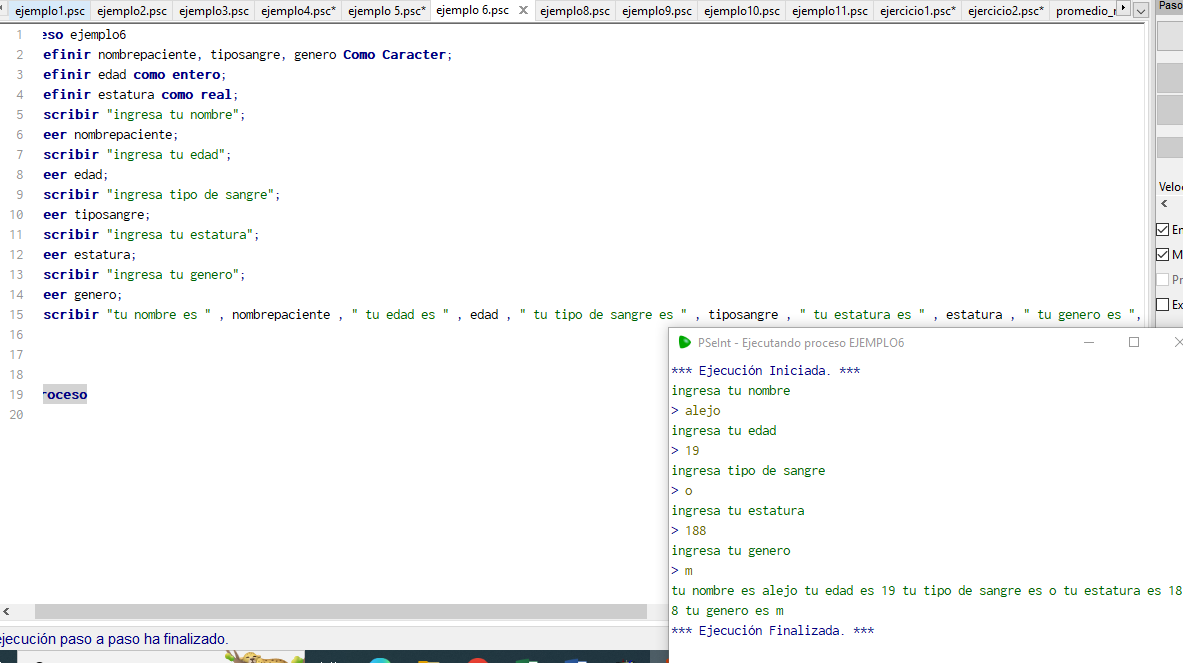 ejemplo1.psc ejemplo2.psc ejemplo3.psc ejemplo4.psc* ejemplo 5.psc* ejemplo 6.psc ejemplo8.psc ejemplo9.psc ejemplo10.psc ejemplo11.psc ejercicio1.psc* ejercicio2.psc* promedio_
Paso
1 eso ejemplo6
2 efinir nombrepaciente, tiposangre, genero Como Caracter;
3 efinir edad como entero;
4 efinir estatura como real;
5 scribir "ingresa tu nombre";
6 eer nombrepaciente;
7 scribir "ingresa tu edad";
8 eer edad;
9 scribir "ingresa tipo de sangre";
10 eer tiposangre;
11 scribir "ingresa tu estatura";
12 eer estatura;
13 scribir "ingresa tu genero";
14 eer genero;
15 scribir "tu nombre es " , nombrepaciente , " tu edad es " , edad , " tu tipo de sangre es " , tiposangre , " tu estatura es " , estatura , " tu genero es ",
16
17
18
19 roceso
20
Velo
<
En
M
Pr
Ex
PSeInt - Ejecutando proceso EJEMPLO6
*** Ejecución Iniciada. ***
ingresa tu nombre
> alejo
ingresa tu edad
> 19
ingresa tipo de sangre
> o
ingresa tu estatura
> 188
ingresa tu genero
> m
tu nombre es alejo tu edad es 19 tu tipo de sangre es o tu estatura es 18
8 tu genero es m
*** Ejecución Finalizada. ***
ejecución paso a paso ha finalizado.